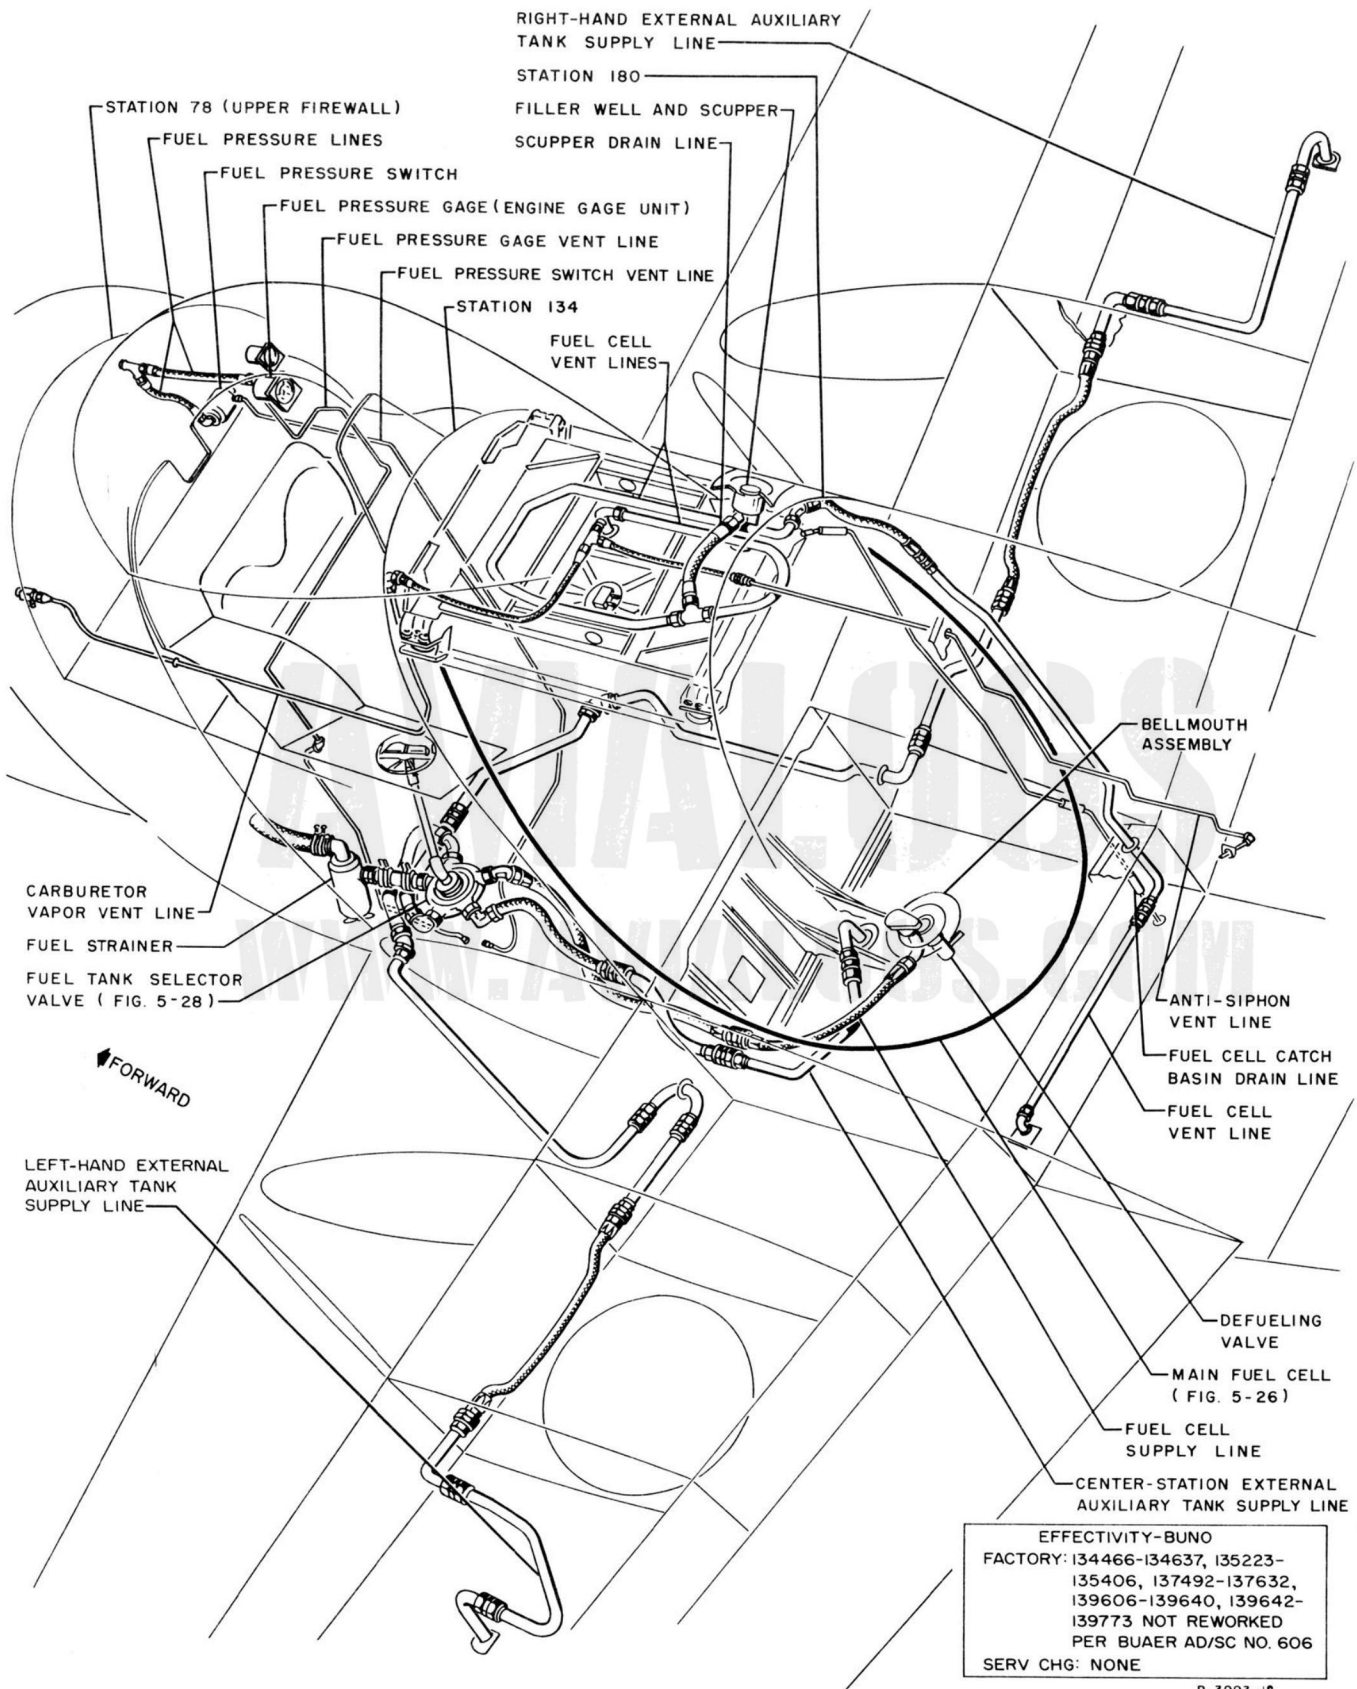 RIGHT-HAND EXTERNAL AUXILIARY
TANK SUPPLY LINE
STATION 180
FILLER WELL AND SCUPPER
SCUPPER DRAIN LINE
STATION 78 (UPPER FIREWALL)
FUEL PRESSURE LINES
FUEL PRESSURE SWITCH
FUEL PRESSURE GAGE (ENGINE GAGE UNIT)
FUEL PRESSURE GAGE VENT LINE
FUEL PRESSURE SWITCH VENT LINE
STATION 134
FUEL CELL
VENT LINES
AVIALOGS
WWW.AVIALOGS.COM
BELLMOUTH
ASSEMBLY
CARBURETOR
VAPOR VENT LINE
FUEL STRAINER
FUEL TANK SELECTOR
VALVE ( FIG. 5-28 )
FORWARD
ANTI-SIPHON
VENT LINE
FUEL CELL CATCH
BASIN DRAIN LINE
FUEL CELL
VENT LINE
LEFT-HAND EXTERNAL
AUXILIARY TANK
SUPPLY LINE
DEFUELING
VALVE
MAIN FUEL CELL
( FIG. 5-26 )
FUEL CELL
SUPPLY LINE
CENTER-STATION EXTERNAL
AUXILIARY TANK SUPPLY LINE
EFFECTIVITY-BUNO
FACTORY: 134466-134637, 135223-
135406, 137492-137632,
139606-139640, 139642-
139773 NOT REWORKED
PER BUAER AD/SC NO. 606
SERV CHG: NONE